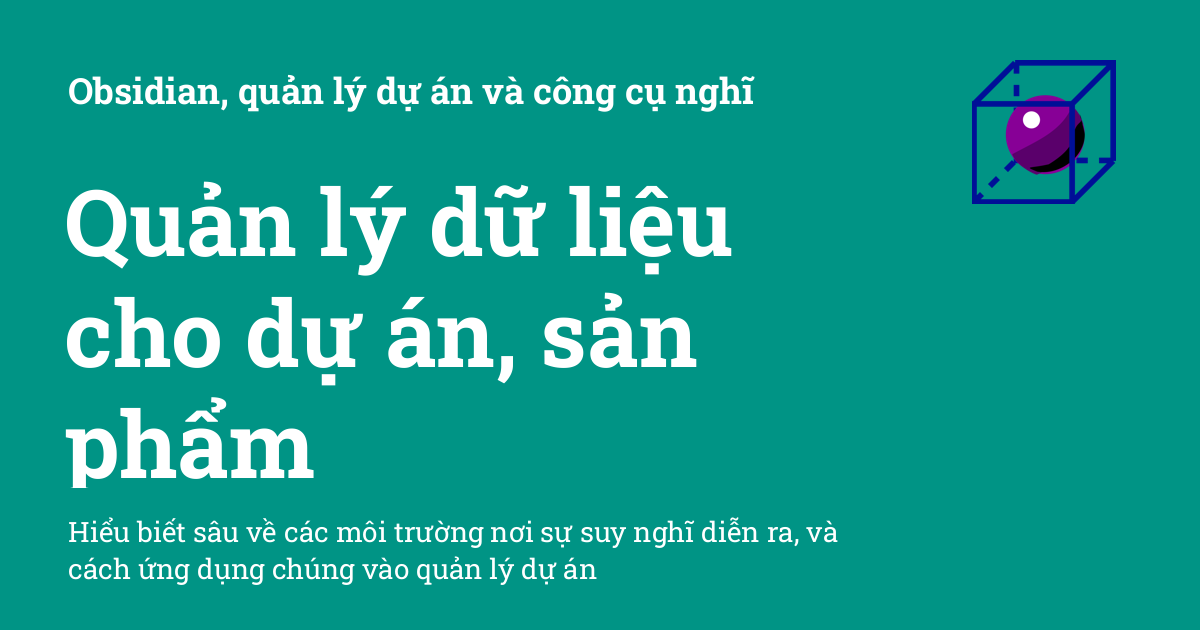 Obsidian, quản lý dự án và công cụ nghĩ
Quản lý dữ liệu
cho dự án, sản
phẩm
Hiểu biết sâu về các môi trường nơi sự suy nghĩ diễn ra, và
cách ứng dụng chúng vào quản lý dự án